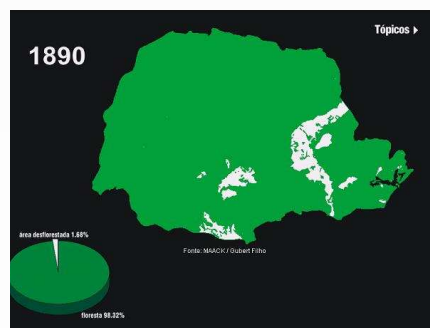 Tópicos
1890
Fonte: MAACK / Gubert Filho
área desflorestada 1.68%
floresta 98.32%